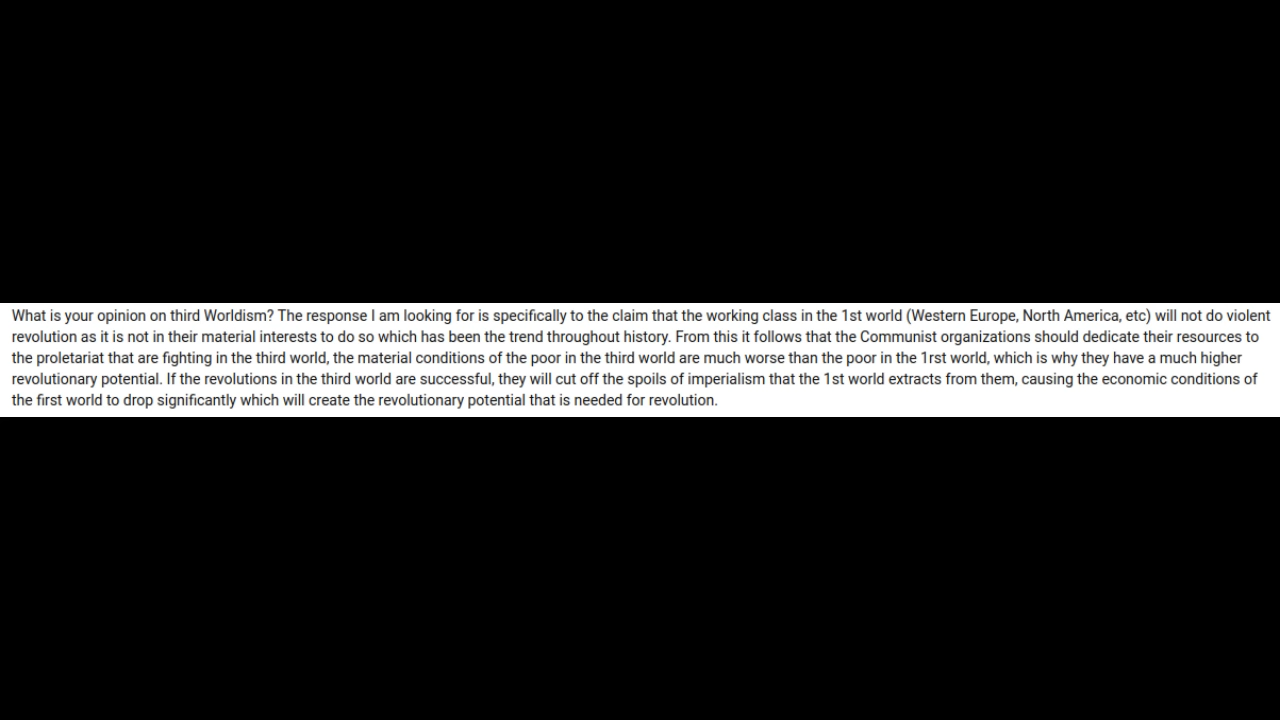 What is your opinion on third Worldism? The response I am looking for is specifically to the claim that the working class in the 1st world (Western Europe, North America, etc) will not do violent
revolution as it is not in their material interests to do so which has been the trend throughout history. From this it follows that the Communist organizations should dedicate their resources to
the proletariat that are fighting in the third world, the material conditions of the poor in the third world are much worse than the poor in the 1rst world, which is why they have a much higher
revolutionary potential. If the revolutions in the third world are successful, they will cut off the spoils of imperialism that the 1st world extracts from them, causing the economic conditions of
the first world to drop significantly which will create the revolutionary potential that is needed for revolution.